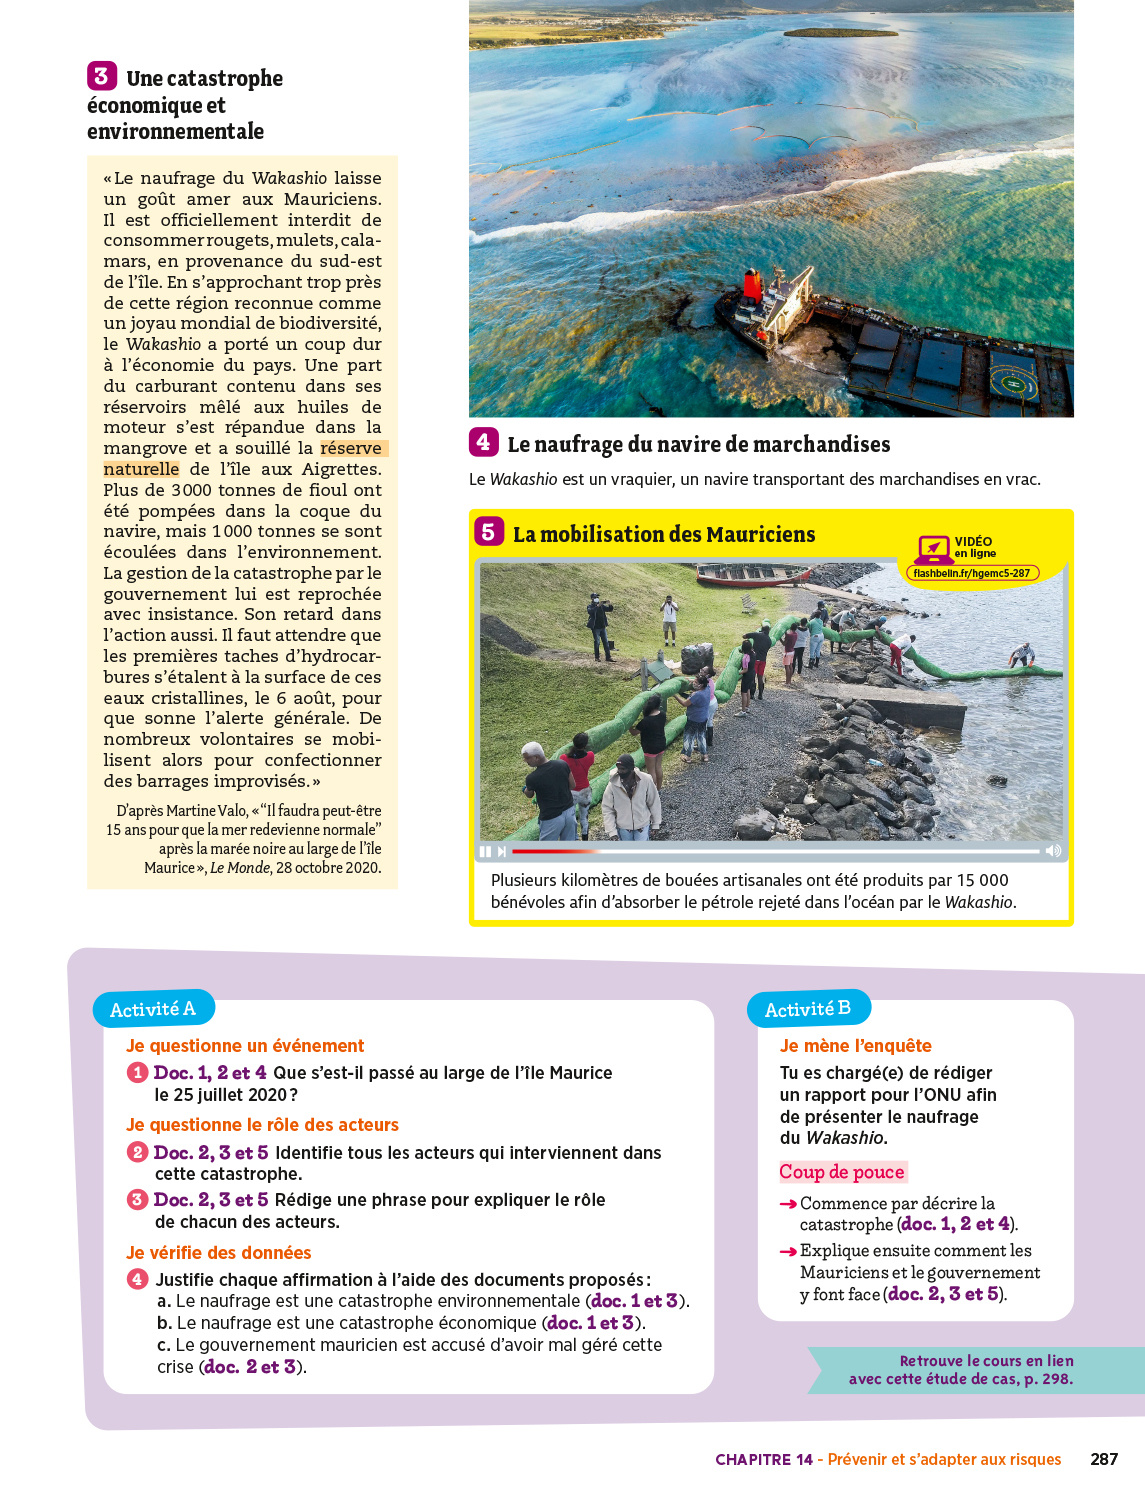 3 Une catastrophe
économique et
environnementale
« Le naufrage du Wakashio laisse
un goût amer aux Mauriciens.
Il est officiellement interdit de
consommer rougets, mulets, cala-
mars, en provenance du sud-est
de l'île. En s'approchant trop près
de cette région reconnue comme
un joyau mondial de biodiversité,
le Wakashio a porté un coup dur
à l'économie du pays. Une part
du carburant contenu dans ses
réservoirs mêlé aux huiles de
moteur s'est répandue dans la
mangrove et a souillé la réserve
naturelle de l'île aux Aigrettes.
Plus de 3 000 tonnes de fioul ont
été pompées dans la coque du
navire, mais 1 000 tonnes se sont
écoulées dans l'environnement.
La gestion de la catastrophe par le
gouvernement lui est reprochée
avec insistance. Son retard dans
l'action aussi. Il faut attendre que
les premières taches d'hydrocar-
bures s'étalent à la surface de ces
eaux cristallines, le 6 août, pour
que sonne l'alerte générale. De
nombreux volontaires se mobi-
lisent alors pour confectionner
des barrages improvisés. »
D'après Martine Valo, « "Il faudra peut-être
15 ans pour que la mer redevienne normale"
après la marée noire au large de l'île
Maurice », Le Monde, 28 octobre 2020.
H
4 Le naufrage du navire de marchandises
Le Wakashio est un vraquier, un navire transportant des marchandises en vrac.
5 La mobilisation des Mauriciens
VIDÉO
en ligne
flashbelin.fr/hgemc5-287
Plusieurs kilomètres de bouées artisanales ont été produits par 15 000
bénévoles afin d'absorber le pétrole rejeté dans l'océan par le Wakashio.
Activité A
Je questionne un événement
1 Doc. 1, 2 et 4 Que s'est-il passé au large de l'île Maurice
le 25 juillet 2020 ?
Je questionne le rôle des acteurs
2 Doc. 2, 3 et 5 Identifie tous les acteurs qui interviennent dans
cette catastrophe.
3 Doc. 2, 3 et 5 Rédige une phrase pour expliquer le rôle
de chacun des acteurs.
Je vérifie des données
4 Justifie chaque affirmation à l'aide des documents proposés :
a. Le naufrage est une catastrophe environnementale (doc. 1 et 3).
b. Le naufrage est une catastrophe économique (doc. 1 et 3).
c. Le gouvernement mauricien est accusé d'avoir mal géré cette
crise (doc. 2 et 3).
Activité B
Je mène l'enquête
Tu es chargé(e) de rédiger
un rapport pour l'ONU afin
de présenter le naufrage
du Wakashio.
Coup de pouce
→ Commence par décrire la
catastrophe (doc. 1, 2 et 4).
→ Explique ensuite comment les
Mauriciens et le gouvernement
y font face (doc. 2, 3 et 5).
Retrouve le cours en lien
avec cette étude de cas, p. 298.
CHAPITRE 14 - Prévenir et s'adapter aux risques 287